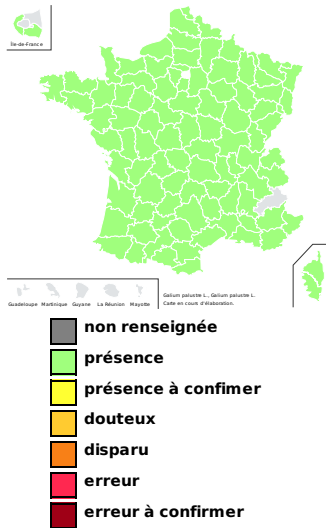 Île-de-France
Guadeloupe Martinique Guyane La Réunion Mayotte
Galium palustre L., Galium palustre L.
Carte en cours d'élaboration.
non renseignée
présence
présence à confimer
douteux
disparu
erreur
erreur à confirmer